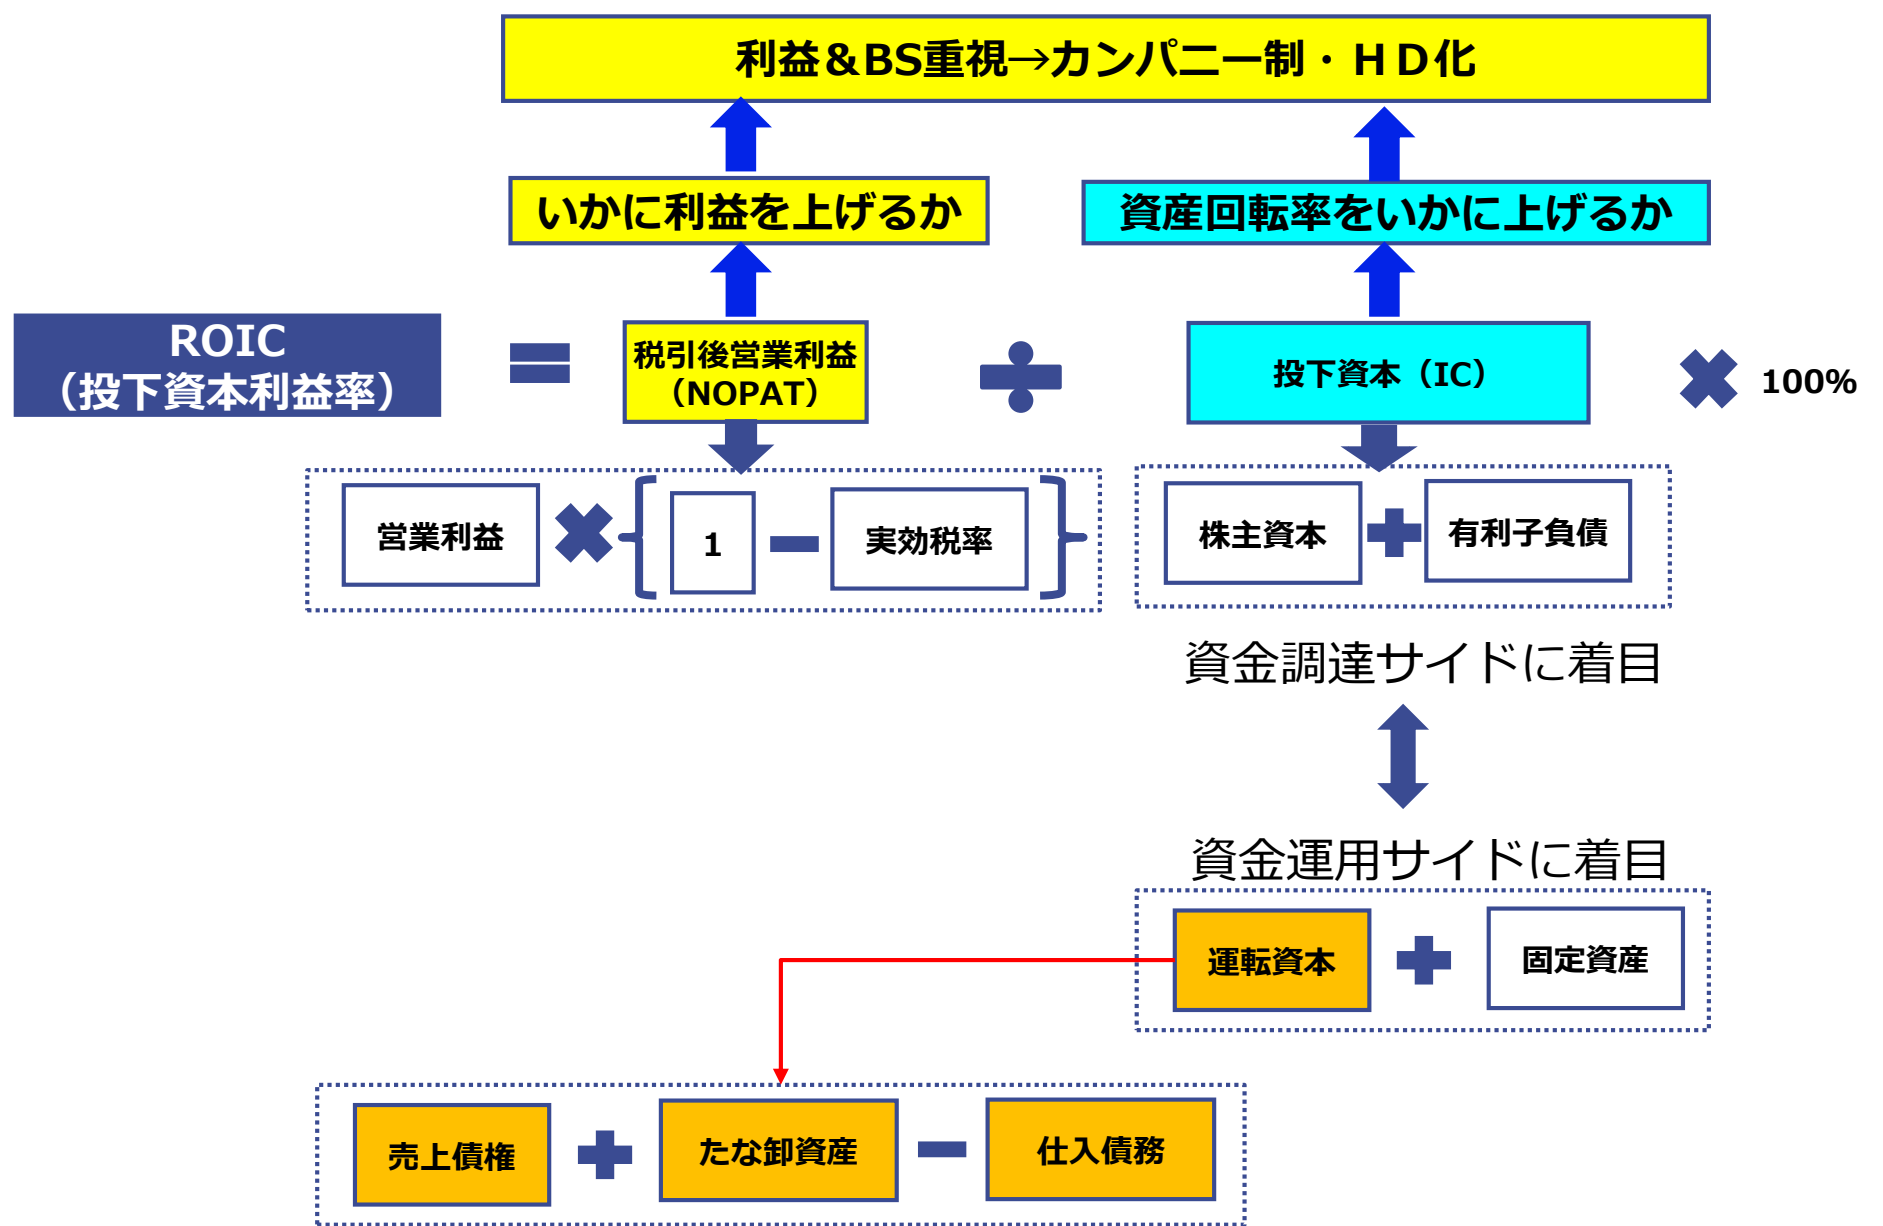 利益&BS重視→カンパニー制・HD化
いかに利益を上げるか
資産回転率をいかに上げるか
ROIC
(投下資本利益率)
税引後営業利益
(NOPAT)
投下資本(IC)
100%
営業利益
1
実効税率
株主資本
有利子負債
資金調達サイドに着目
資金運用サイドに着目
運転資本
固定資産
売上債権
たな卸資産
仕入債務